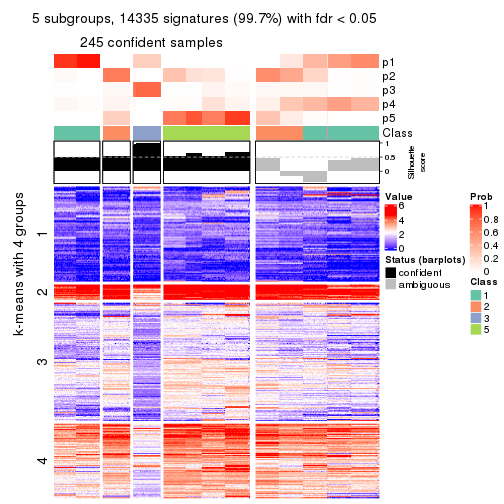 5 subgroups, 14335 signatures (99.7%) with fdr < 0.05
245 confident samples
p1
p2
p3
p4
p5
Class
1
0.5
0
Silhouette
score
k-means with 4 groups
1
2
3
4
Value
6
4
2
0
Status (barplots)
confident
ambiguous
Prob
1
0.8
0.6
0.4
0.2
0
Class
1
2
3
5